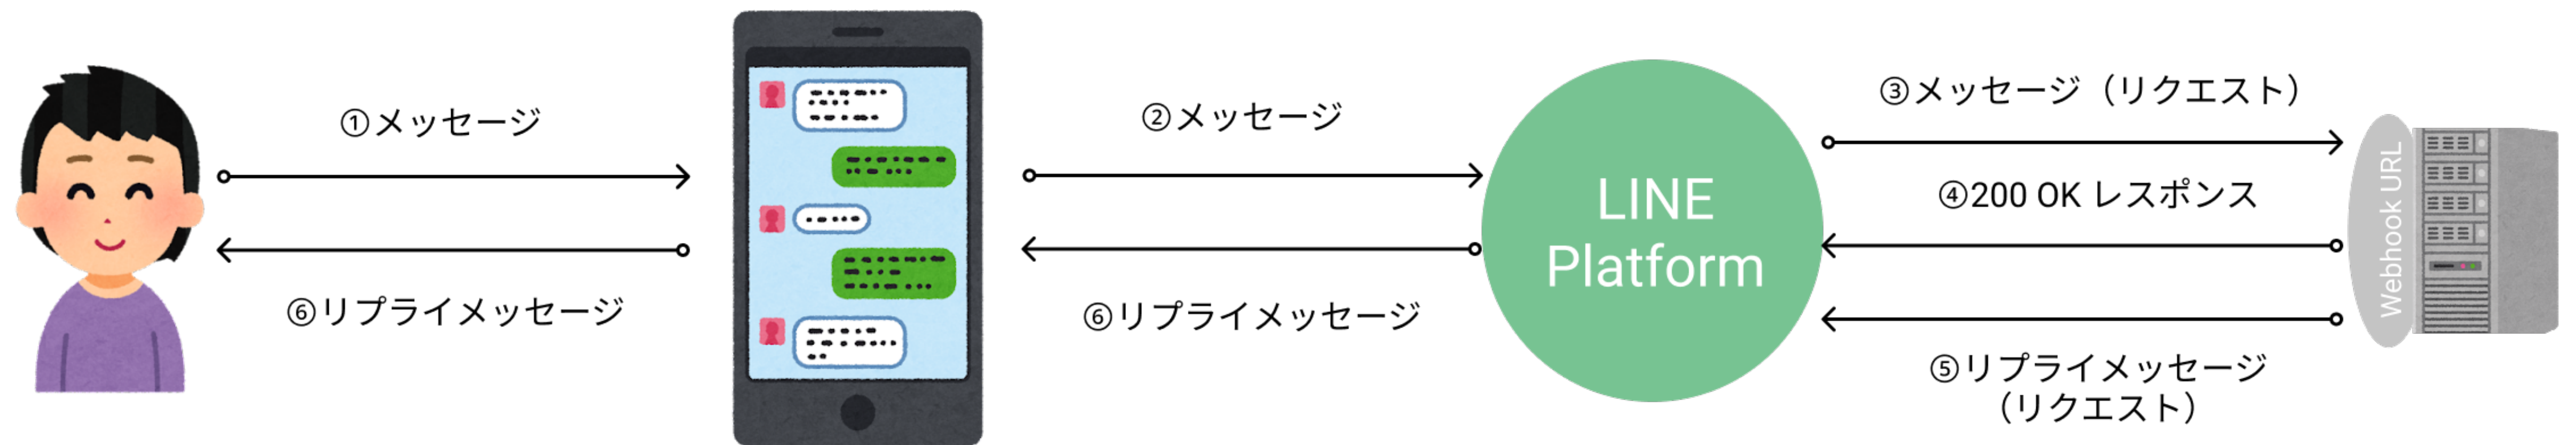 ①メッセージ
⑥リプライメッセージ
②メッセージ
⑥リプライメッセージ
LINE
Platform
③メッセージ（リクエスト）
④200 OK レスポンス
⑤リプライメッセージ
（リクエスト）
Webhook URL